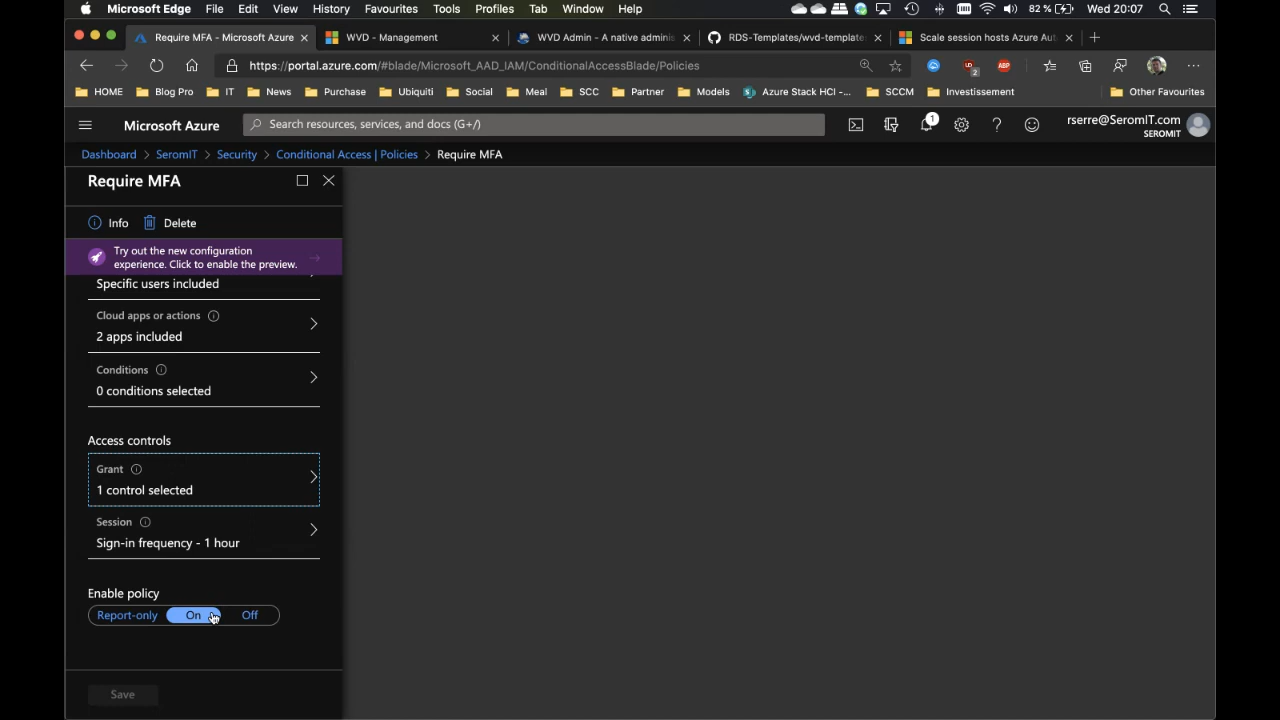 Microsoft Edge File Edit View History Favourites Tools Profiles Tab Window Help 82 % Wed 20:07
Require MFA - Microsoft Azure WVD - Management WVD Admin - A native adminis RDS-Templates/wvd-template Scale session hosts Azure Aut
https://portal.azure.com/#blade/Microsoft_AAD_IAM/ConditionalAccessBlade/Policies UD 2 ABP
HOME Blog Pro IT News Purchase Ubiquiti Social Meal SCC Partner Models Azure Stack HCI -... SCCM Investissement Other Favourites
Microsoft Azure Search resources, services, and docs (G+/) 1 rserre@SeromIT.com
SEROMIT
Dashboard > SeromIT > Security > Conditional Access | Policies > Require MFA
Require MFA
Info Delete
Try out the new configuration
experience. Click to enable the preview.
Specific users included
Cloud apps or actions
2 apps included
Conditions
0 conditions selected
Access controls
Grant
1 control selected
Session
Sign-in frequency - 1 hour
Enable policy
Report-only On Off
Save